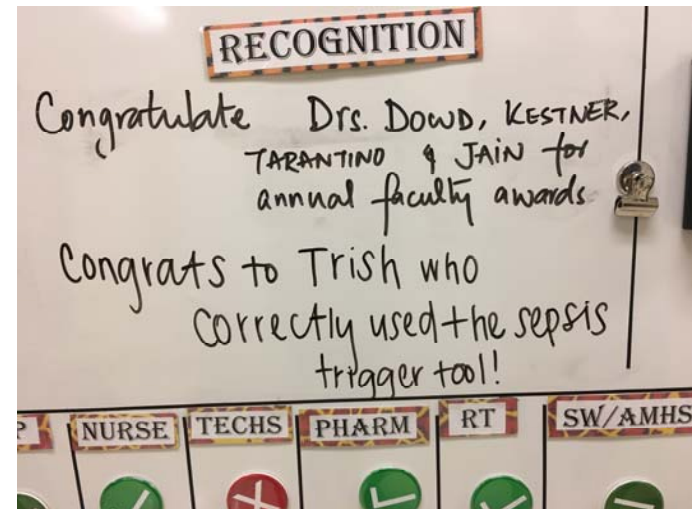 RECOGNITION
Congratulate Drs. DOWD, KESTNER,
TARANTINO & JAIN for
annual faculty awards
Congrats to Trish who
correctly used the sepsis
trigger tool!
P NURSE TECHS PHARM RT SW/AMHS